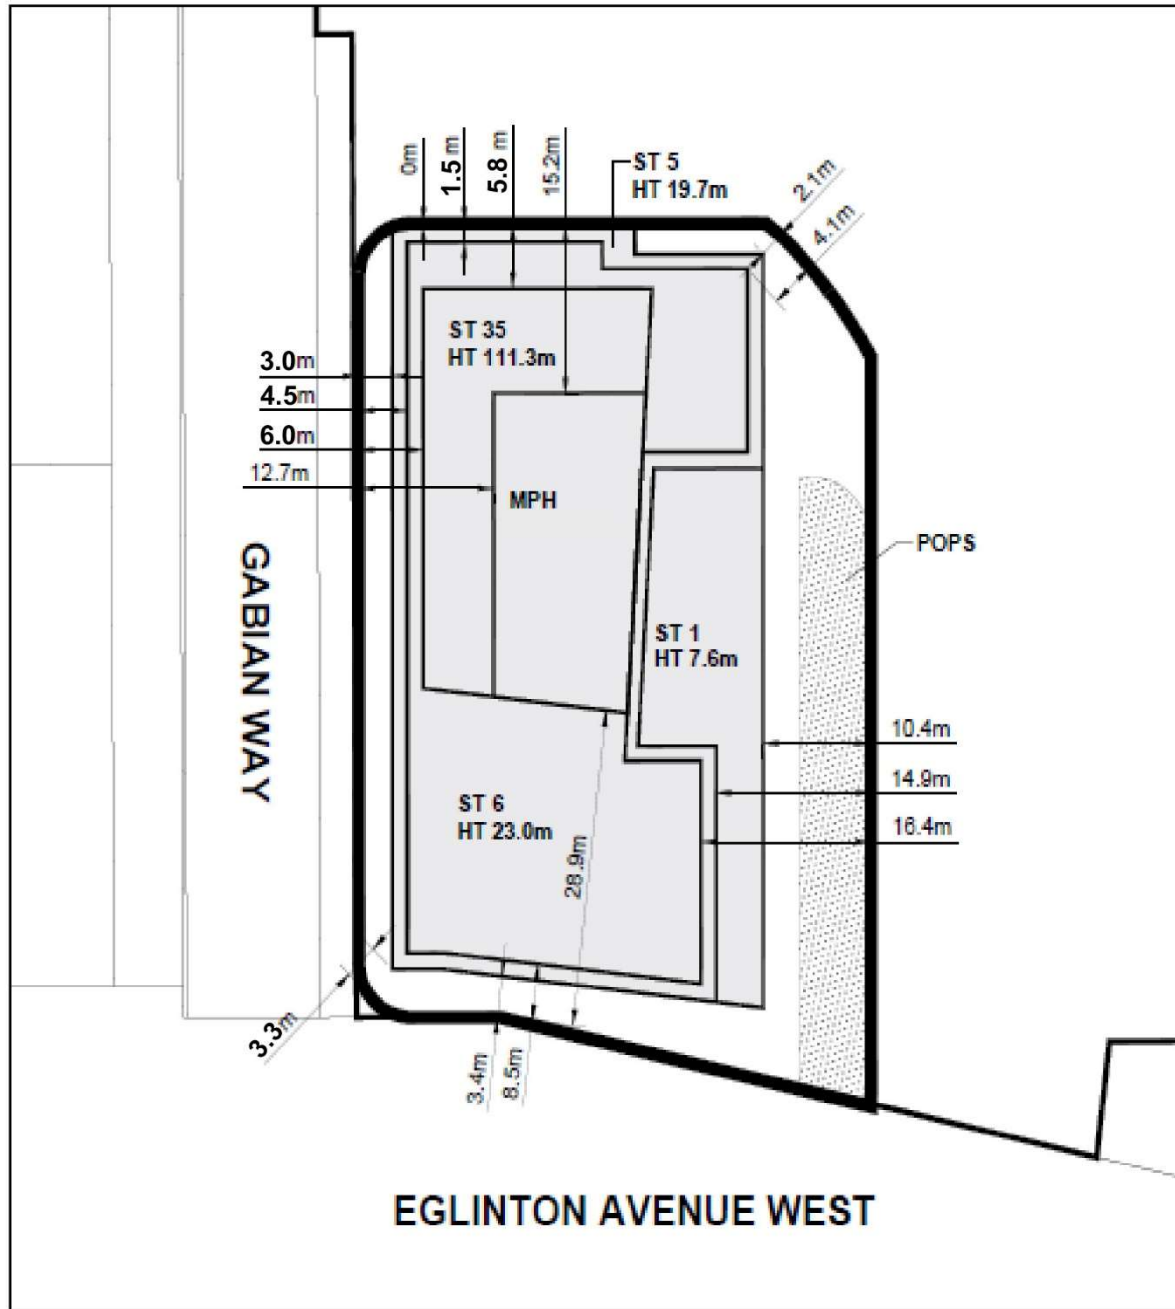 0m
1.5 m
5.8 m
15.2m
ST 5
HT 19.7m
2.1m
4.1m
ST 35
HT 111.3m
3.0m
4.5m
6.0m
12.7m
MPH
POPS
GABIAN WAY
ST 1
HT 7.6m
10.4m
14.9m
16.4m
ST 6
HT 23.0m
28.9m
3.3m
3.4m
8.5m
EGLINTON AVENUE WEST